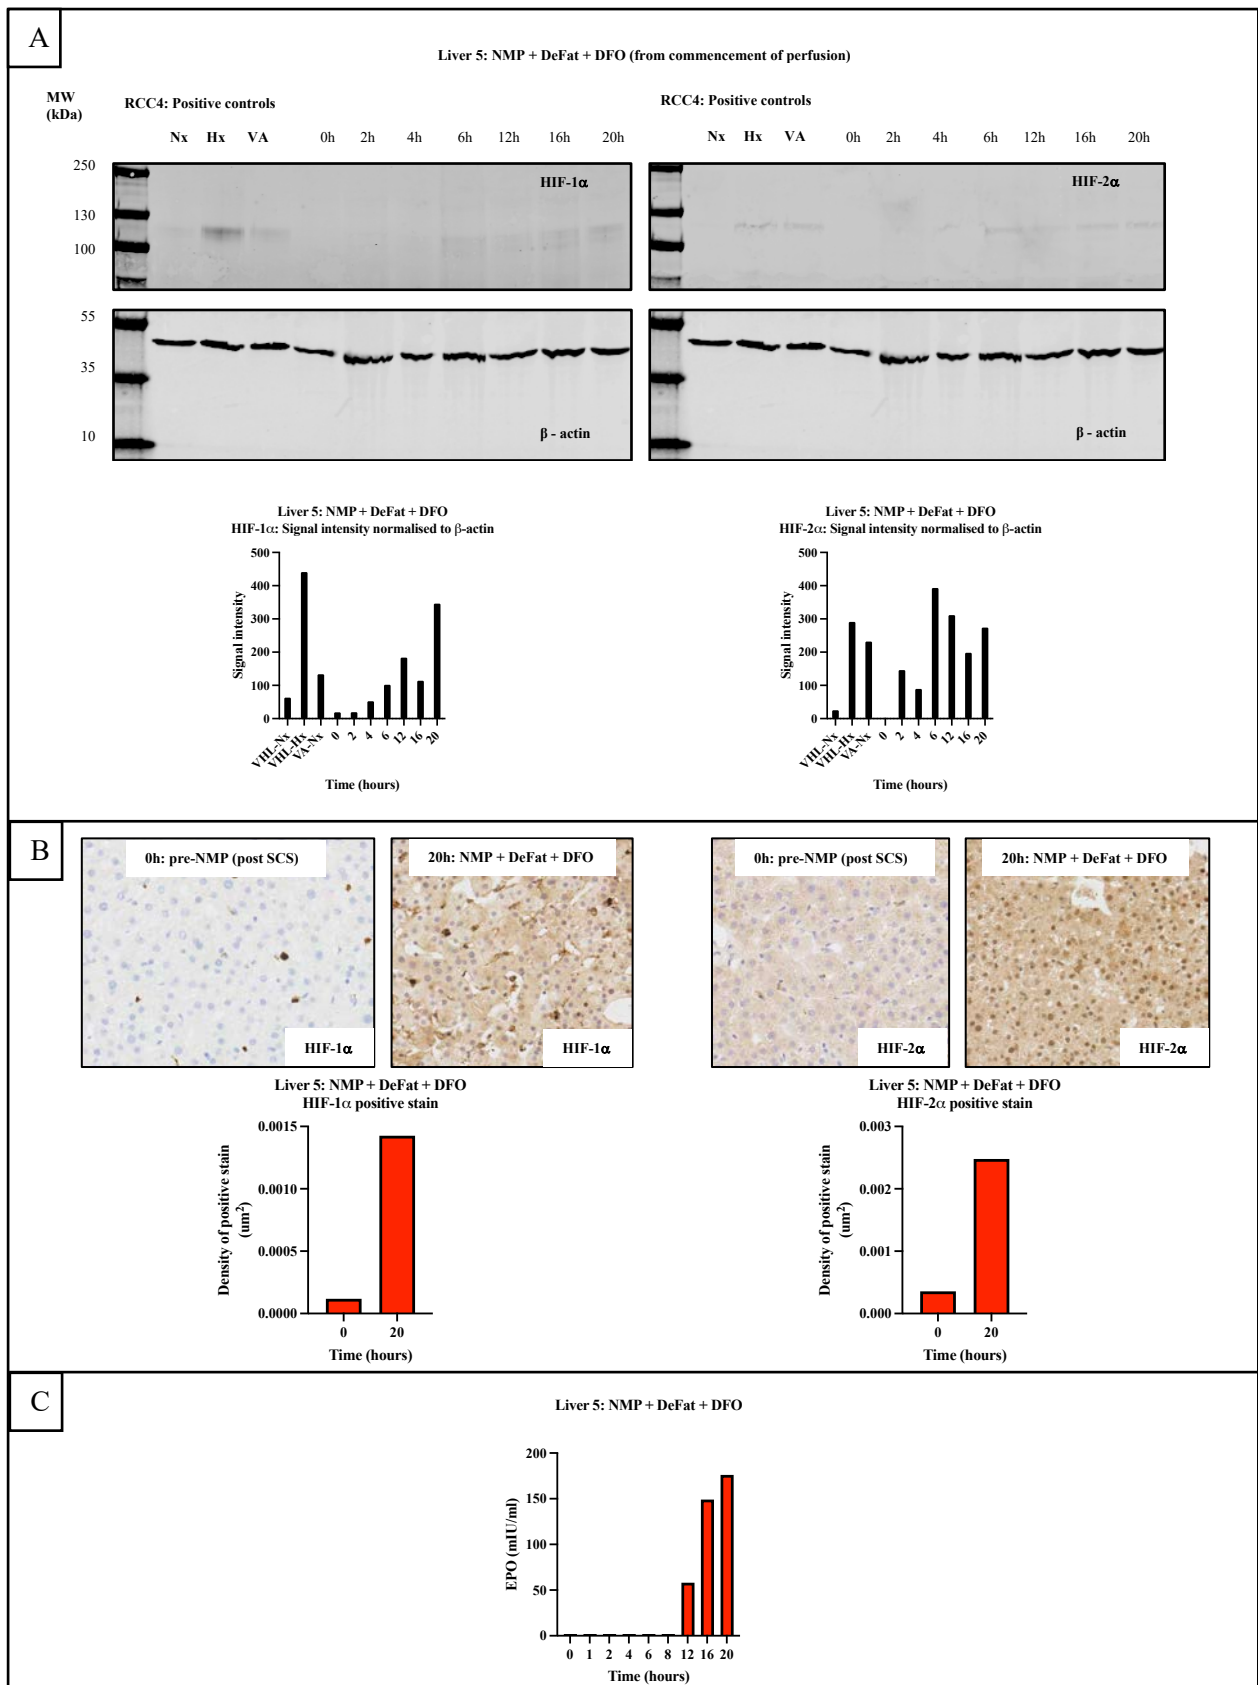 A
Liver 5: NMP + DeFat + DFO (from commencement of perfusion)
MW
(kDa)
RCC4: Positive controls
RCC4: Positive controls
Nx Hx VA 0h 2h 4h 6h 12h 16h 20h
Nx Hx VA 0h 2h 4h 6h 12h 16h 20h
250
130
100
HIF-1α
HIF-2α
55
35
10
β - actin
β - actin
Liver 5: NMP + DeFat + DFO
HIF-1α: Signal intensity normalised to β-actin
Signal intensity
500
400
300
200
100
0
VHL-Nx VHL-Hx VA-Nx 0 2 4 6 12 16 20
Time (hours)
Liver 5: NMP + DeFat + DFO
HIF-2α: Signal intensity normalised to β-actin
Signal intensity
500
400
300
200
100
0
VHL-Nx VHL-Hx VA-Nx 0 2 4 6 12 16 20
Time (hours)
B
0h: pre-NMP (post SCS)
20h: NMP + DeFat + DFO
0h: pre-NMP (post SCS)
20h: NMP + DeFat + DFO
HIF-1α
HIF-1α
HIF-2α
HIF-2α
Liver 5: NMP + DeFat + DFO
HIF-1α positive stain
Density of positive stain
(um²)
0.0015
0.0010
0.0005
0.0000
0 20
Time (hours)
Liver 5: NMP + DeFat + DFO
HIF-2α positive stain
Density of positive stain
(um²)
0.003
0.002
0.001
0.000
0 20
Time (hours)
C
Liver 5: NMP + DeFat + DFO
EPO (mIU/ml)
200
150
100
50
0
0 1 2 4 6 8 12 16 20
Time (hours)